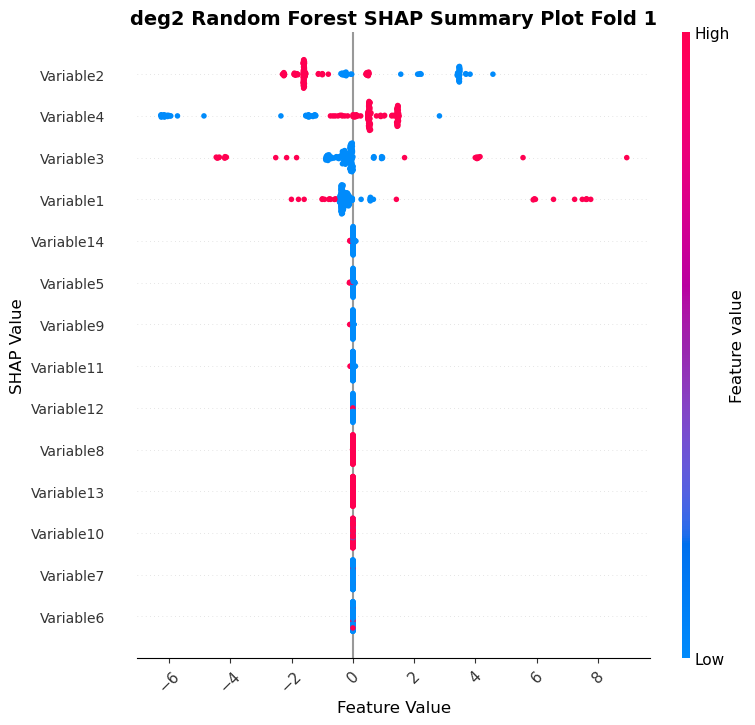 deg2 Random Forest SHAP Summary Plot Fold 1
High
Variable2
Variable4
Variable3
Variable1
Variable14
Variable5
Variable9
Variable11
Variable12
Variable8
Variable13
Variable10
Variable7
Variable6
SHAP Value
Feature value
Low
−6 −4 −2 0 2 4 6 8
Feature Value